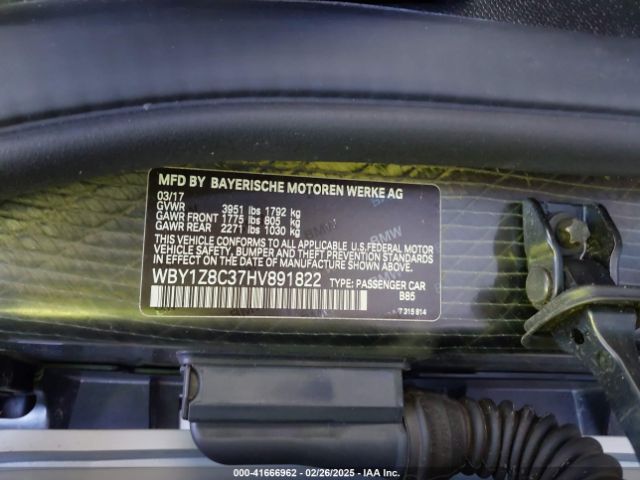 MFD BY BAYERISCHE MOTOREN WERKE AG
03/17
GVWR 3951 lbs 1792 kg
GAWR FRONT 1775 lbs 805 kg
GAWR REAR 2271 lbs 1030 kg
THIS VEHICLE CONFORMS TO ALL APPLICABLE U.S.FEDERAL MOTOR
VEHICLE SAFETY, BUMPER AND THEFT PREVENTION STANDARDS
IN EFFECT ON THE DATE OF MANUFACTURE SHOWN ABOVE.
WBY1Z8C37HV891822 TYPE: PASSENGER CAR
B85
7 315 814
000-41666962 - 02/26/2025 - IAA Inc.